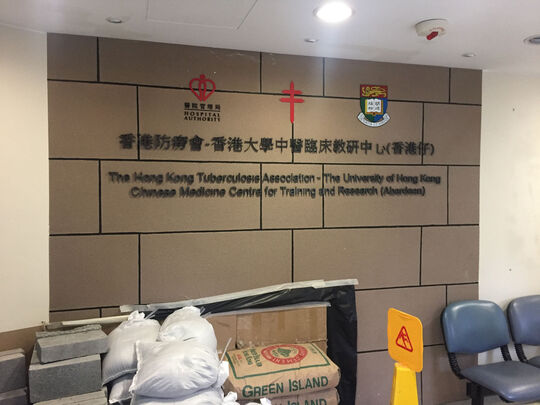 醫院管理局
HOSPITAL
AUTHORITY
香港防癆會-香港大學中醫臨床教研中心(香港仔)
The Hong Kong Tuberculosis Association - The University of Hong Kong
Chinese Medicine Centre for Training and Research (Aberdeen)
GREEN ISLAND